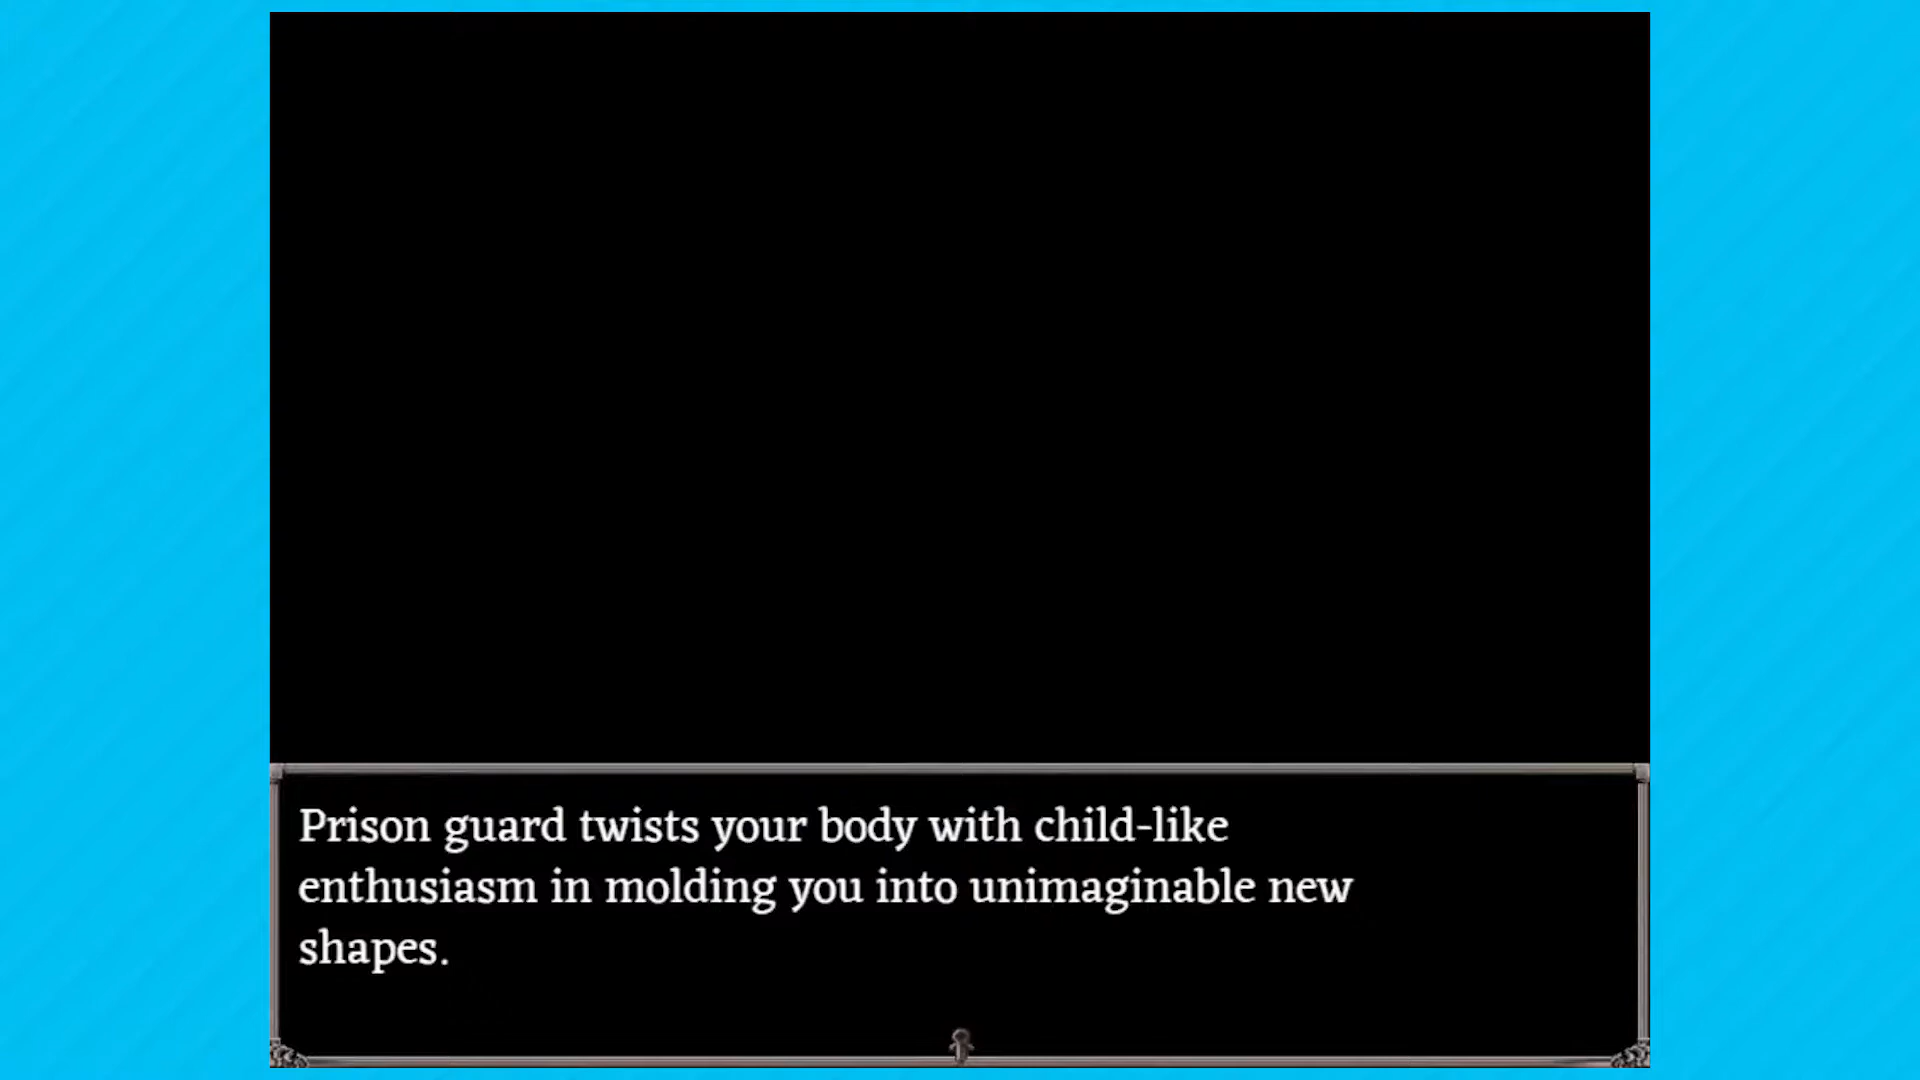 Prison guard twists your body with child-like
enthusiasm in molding you into unimaginable new
shapes.